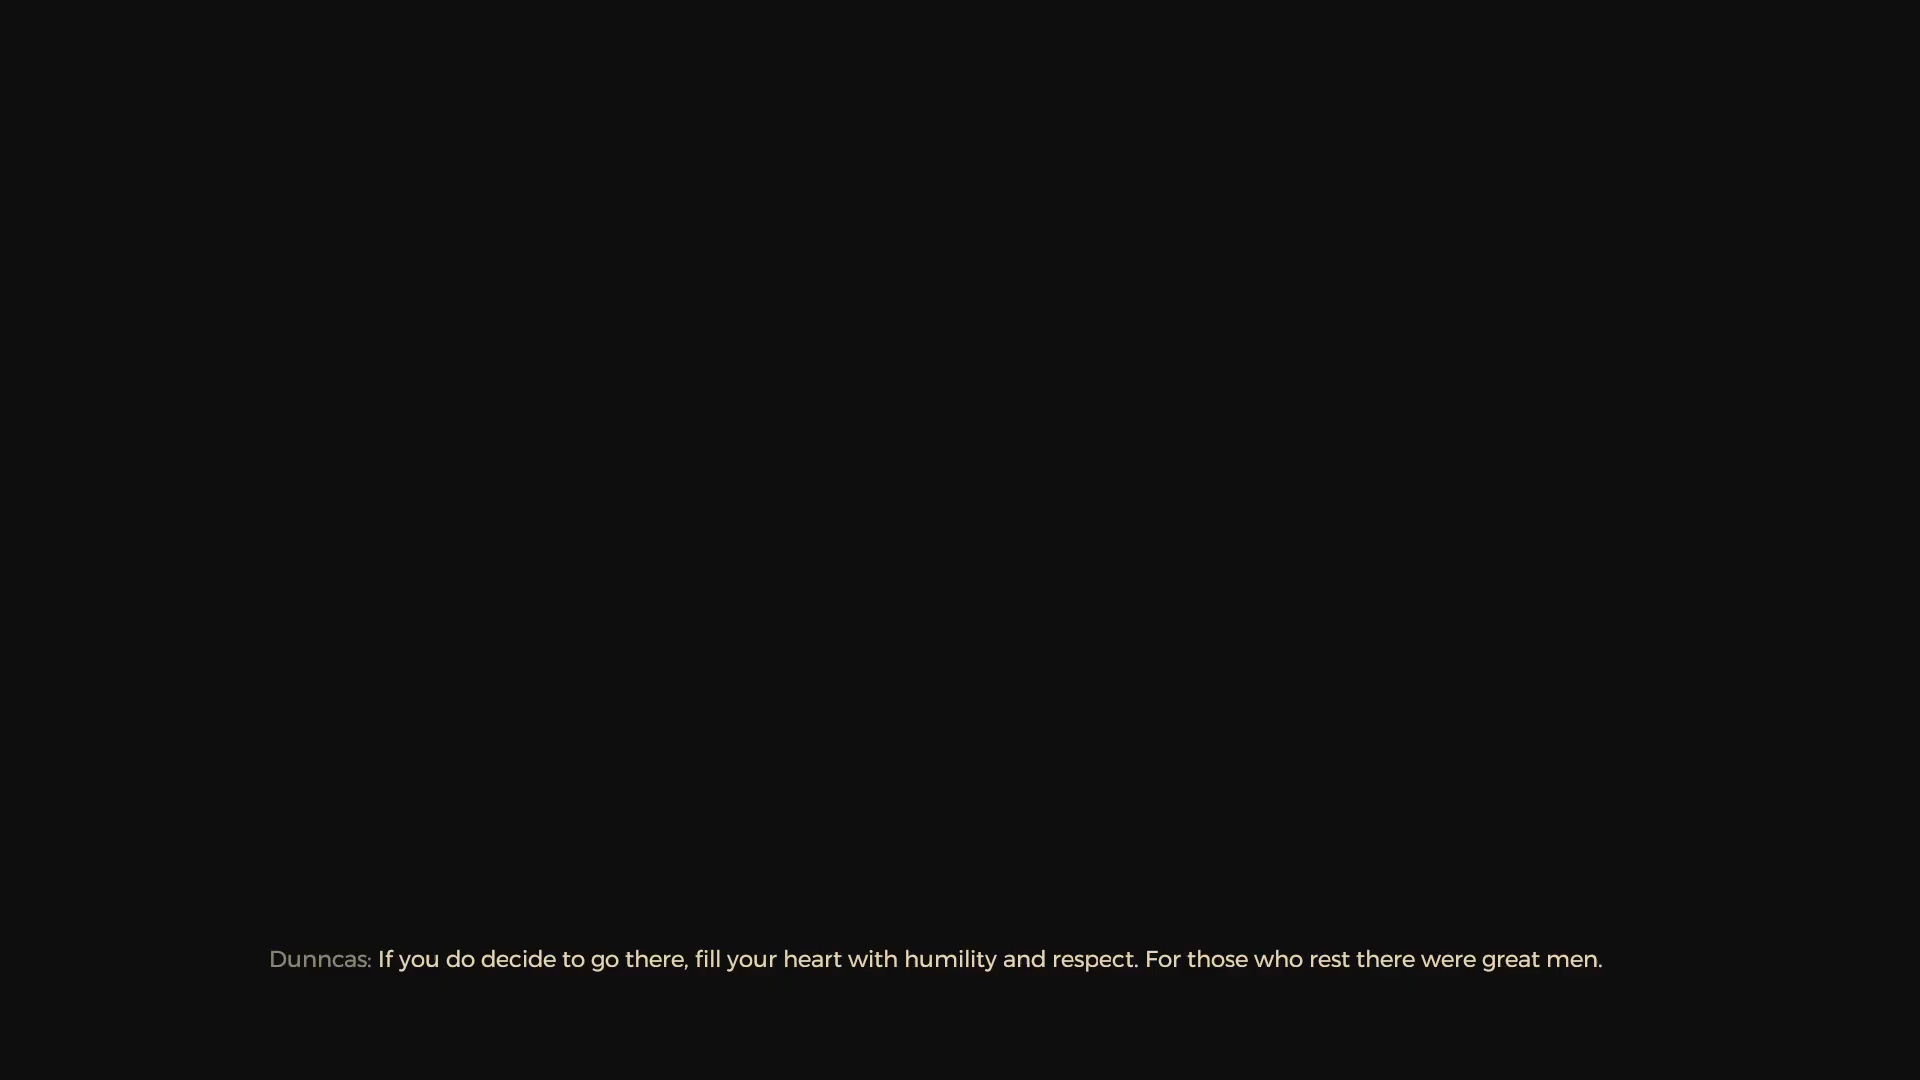 Dunncas: If you do decide to go there, fill your heart with humility and respect. For those who rest there were great men.